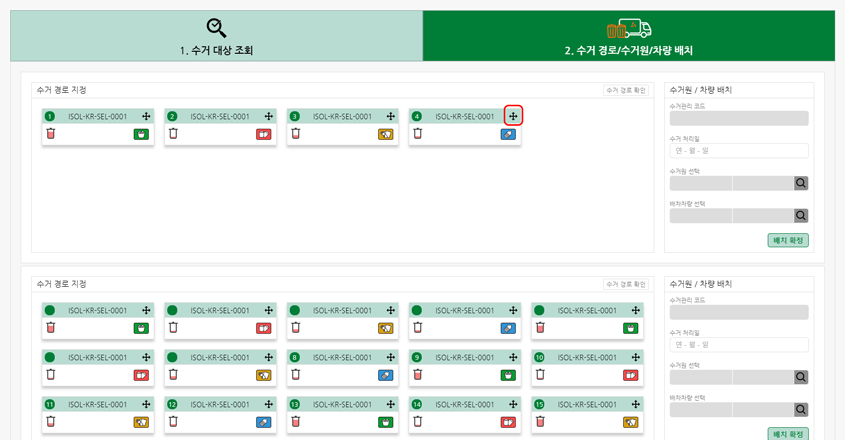 1. 수거 대상 조회
2. 수거 경로/수거원/차량 배치
수거 경로 지정
수거 경로 확인
1 ISOL-KR-SEL-0001
2 ISOL-KR-SEL-0001
3 ISOL-KR-SEL-0001
4 ISOL-KR-SEL-0001
수거원 / 차량 배치
수거관리 코드
수거 처리일
연 - 월 - 일
수거원 선택
배차차량 선택
배치 확정
수거 경로 지정
수거 경로 확인
ISOL-KR-SEL-0001
ISOL-KR-SEL-0001
ISOL-KR-SEL-0001
ISOL-KR-SEL-0001
ISOL-KR-SEL-0001
ISOL-KR-SEL-0001
ISOL-KR-SEL-0001
8 ISOL-KR-SEL-0001
9 ISOL-KR-SEL-0001
10 ISOL-KR-SEL-0001
11 ISOL-KR-SEL-0001
12 ISOL-KR-SEL-0001
13 ISOL-KR-SEL-0001
14 ISOL-KR-SEL-0001
15 ISOL-KR-SEL-0001
수거원 / 차량 배치
수거관리 코드
수거 처리일
연 - 월 - 일
수거원 선택
배차차량 선택
배치 확정